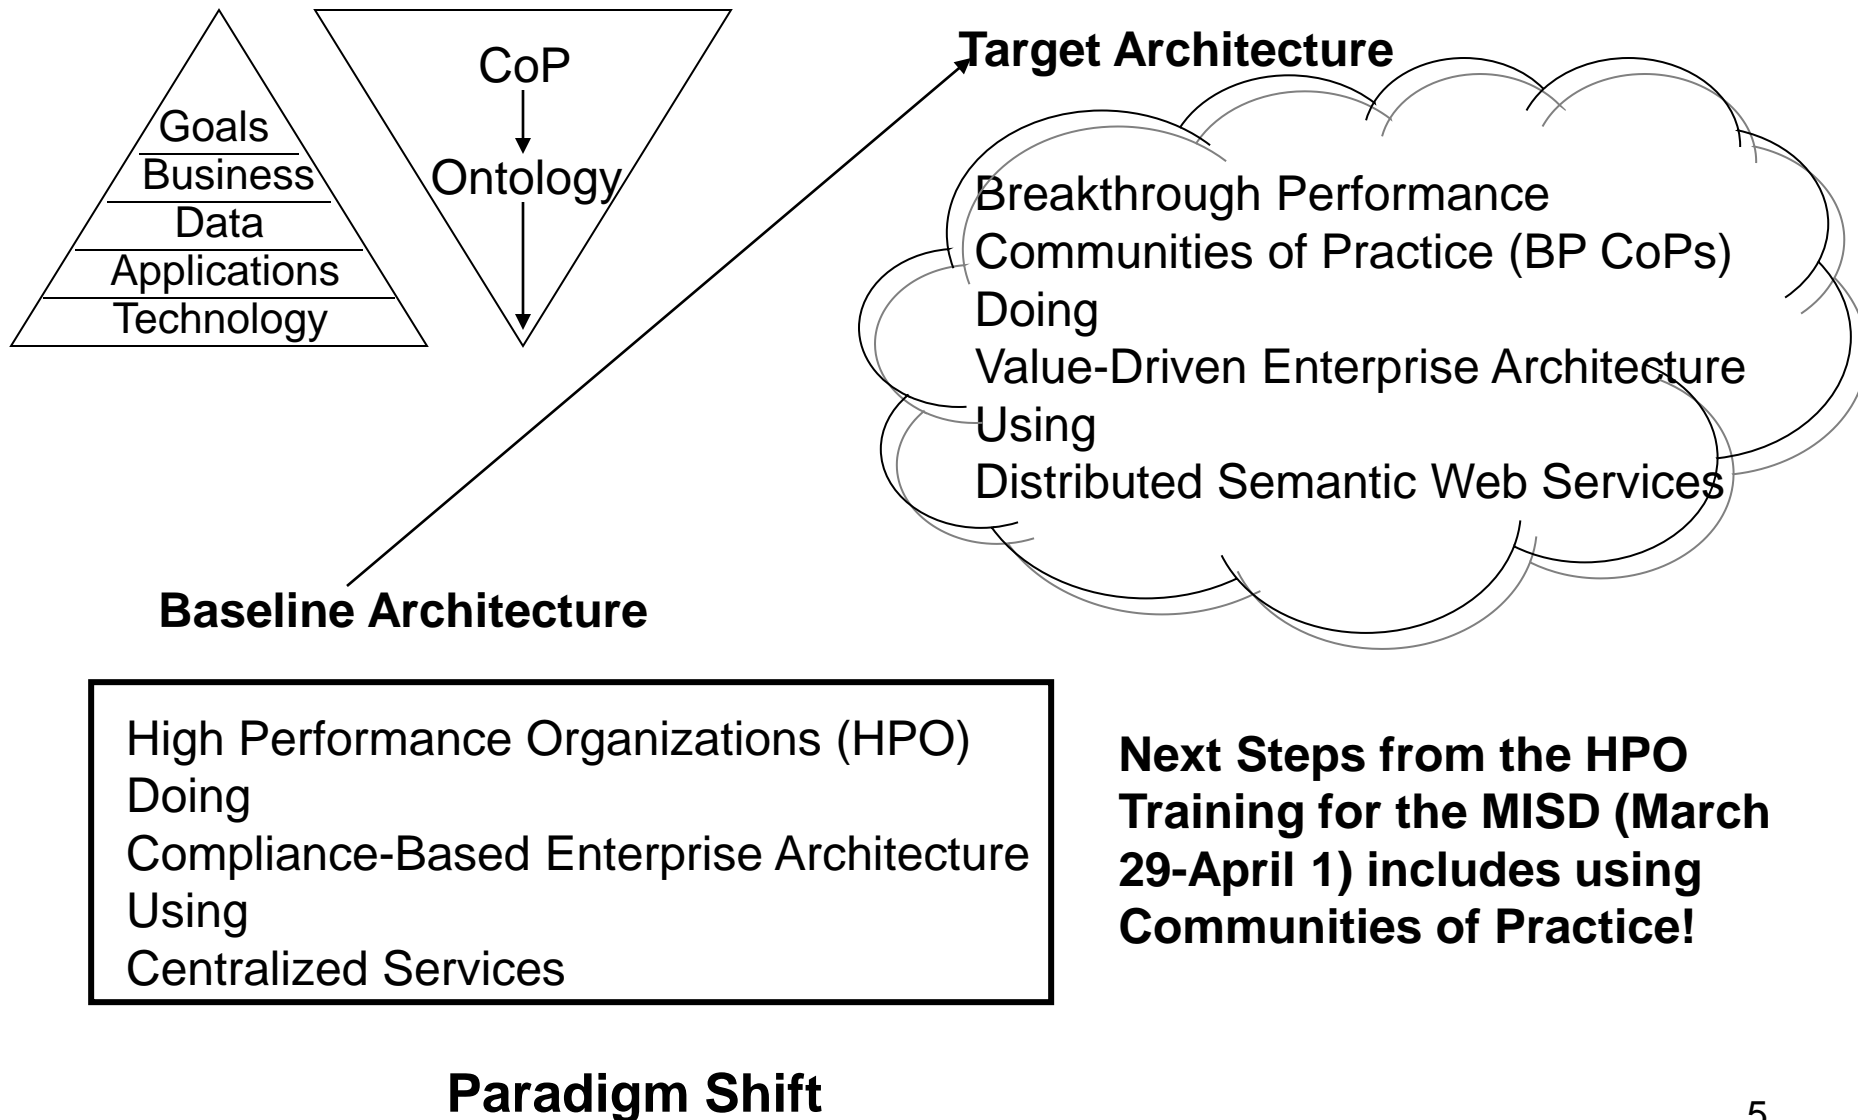 Goals
Business
Data
Applications
Technology
CoP
Ontology
Target Architecture
Breakthrough Performance
Communities of Practice (BP CoPs)
Doing
Value-Driven Enterprise Architecture
Using
Distributed Semantic Web Services
Baseline Architecture
High Performance Organizations (HPO)
Doing
Compliance-Based Enterprise Architecture
Using
Centralized Services
Next Steps from the HPO
Training for the MISD (March
29-April 1) includes using
Communities of Practice!
Paradigm Shift
5